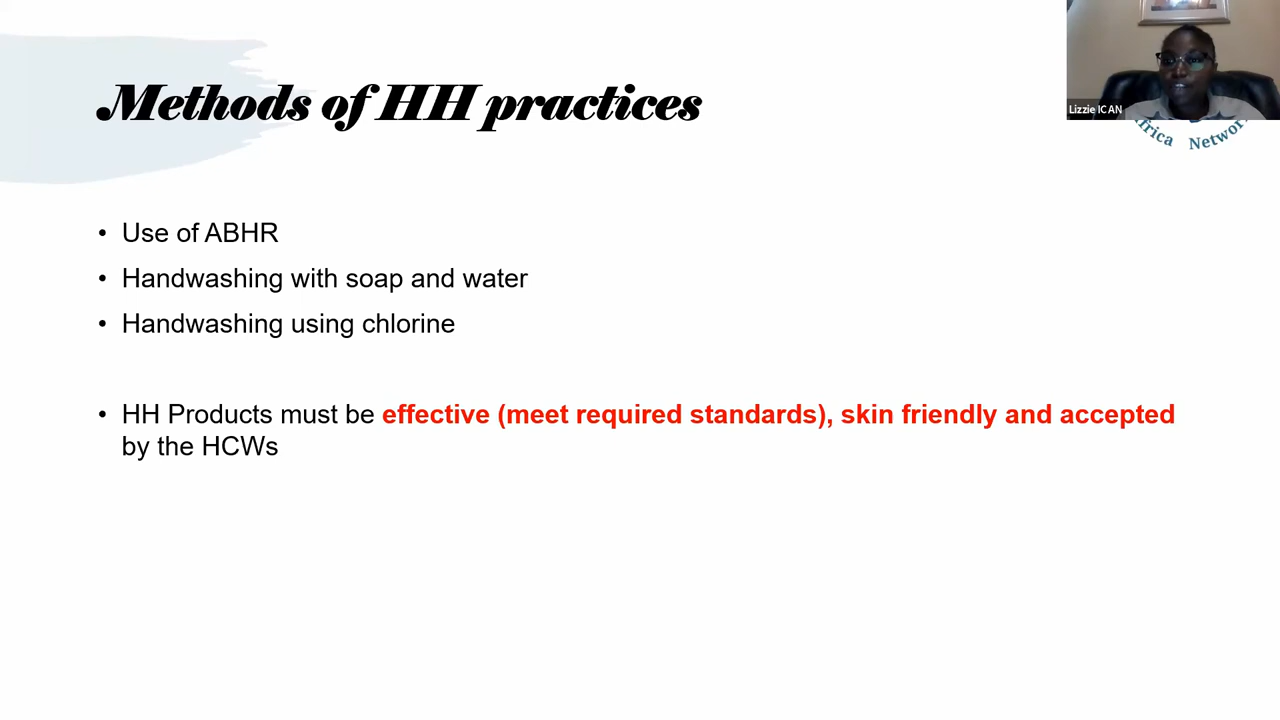 Methods of HH practices
Lizzie ICAN
Africa Network
• Use of ABHR
• Handwashing with soap and water
• Handwashing using chlorine
• HH Products must be effective (meet required standards), skin friendly and accepted
by the HCWs